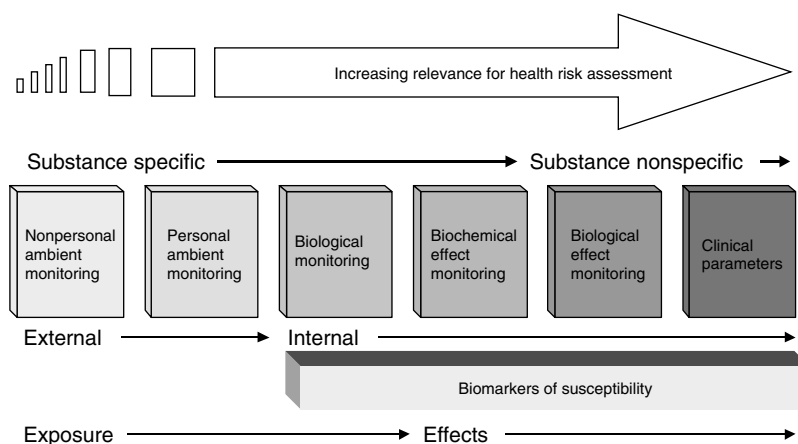 Increasing relevance for health risk assessment
Substance specific
Substance nonspecific
Nonpersonal
ambient
monitoring
Personal
ambient
monitoring
Biological
monitoring
Biochemical
effect
monitoring
Biological
effect
monitoring
Clinical
parameters
External
Internal
Biomarkers of susceptibility
Exposure
Effects